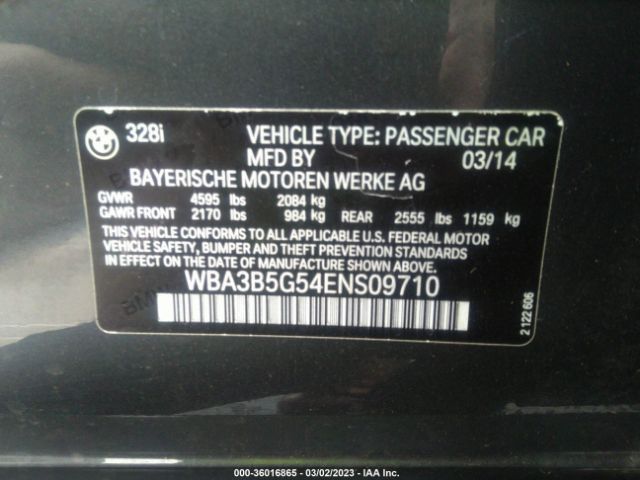 328i VEHICLE TYPE: PASSENGER CAR
MFD BY 03/14
BAYERISCHE MOTOREN WERKE AG
GVWR 4595 lbs 2084 kg
GAWR FRONT 2170 lbs 984 kg REAR 2555 lbs 1159 kg
THIS VEHICLE CONFORMS TO ALL APPLICABLE U.S. FEDERAL MOTOR
VEHICLE SAFETY, BUMPER AND THEFT PREVENTION STANDARDS
IN EFFECT ON THE DATE OF MANUFACTURE SHOWN ABOVE
WBA3B5G54ENS09710
2 122 606
000-36016865 - 03/02/2023 - IAA Inc.